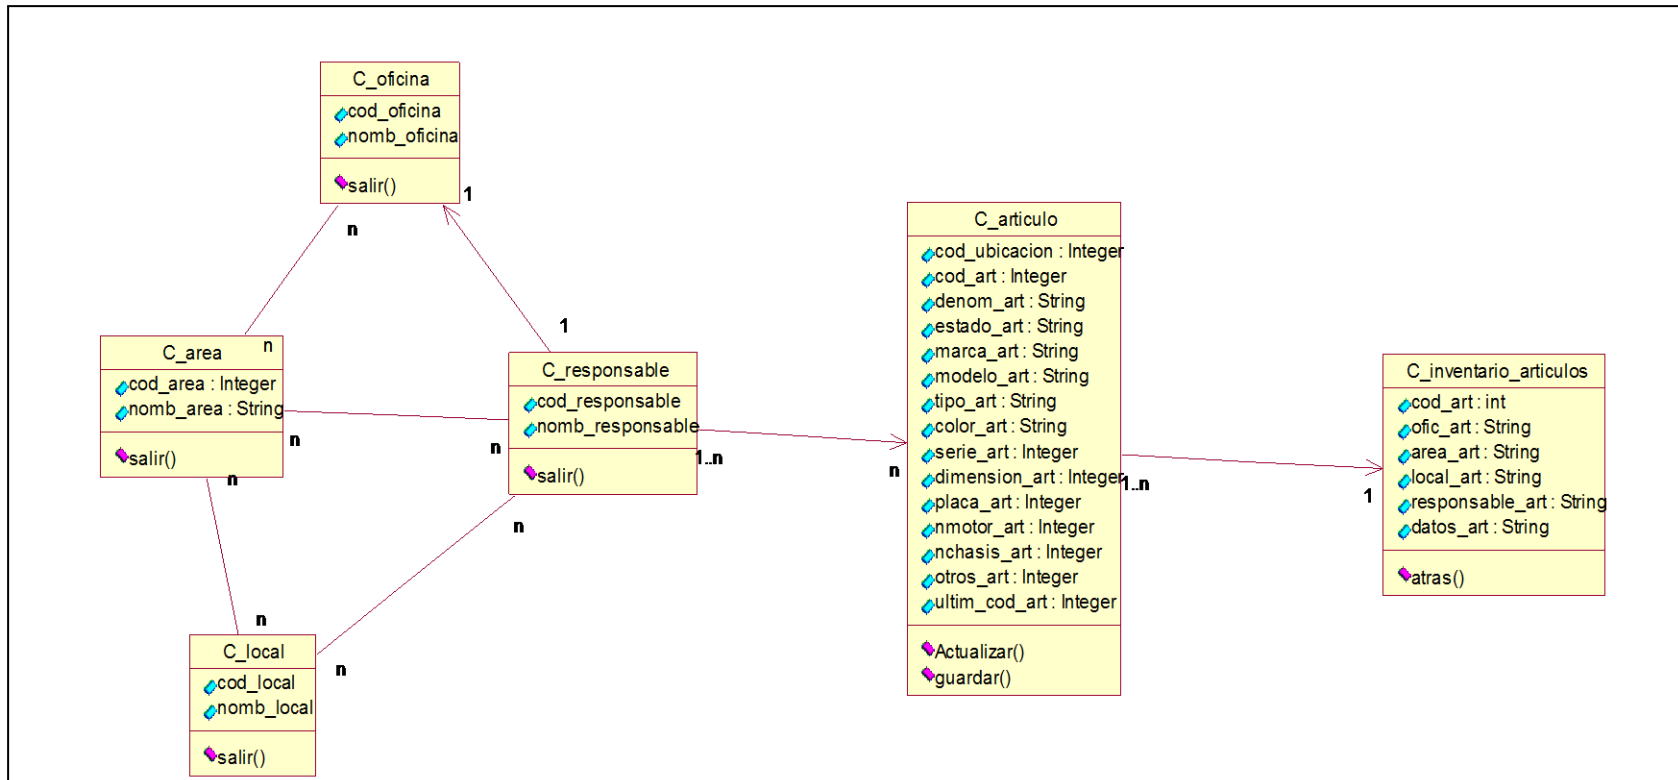 C_oficina
cod_oficina
nomb_oficina
salir()
1
n
1
n
C_area
cod_area : Integer
nomb_area : String
salir()
n
n
C_responsable
cod_responsable
nomb_responsable
salir()
n
1..n
n
n
n
C_local
cod_local
nomb_local
salir()
C_articulo
cod_ubicacion : Integer
cod_art : Integer
denom_art : String
estado_art : String
marca_art : String
modelo_art : String
tipo_art : String
color_art : String
serie_art : Integer
dimension_art : Integer
placa_art : Integer
nmotor_art : Integer
nchasis_art : Integer
otros_art : Integer
ultim_cod_art : Integer
Actualizar()
guardar()
n
1..n
1
C_inventario_articulos
cod_art : int
ofic_art : String
area_art : String
local_art : String
responsable_art : String
datos_art : String
atras()